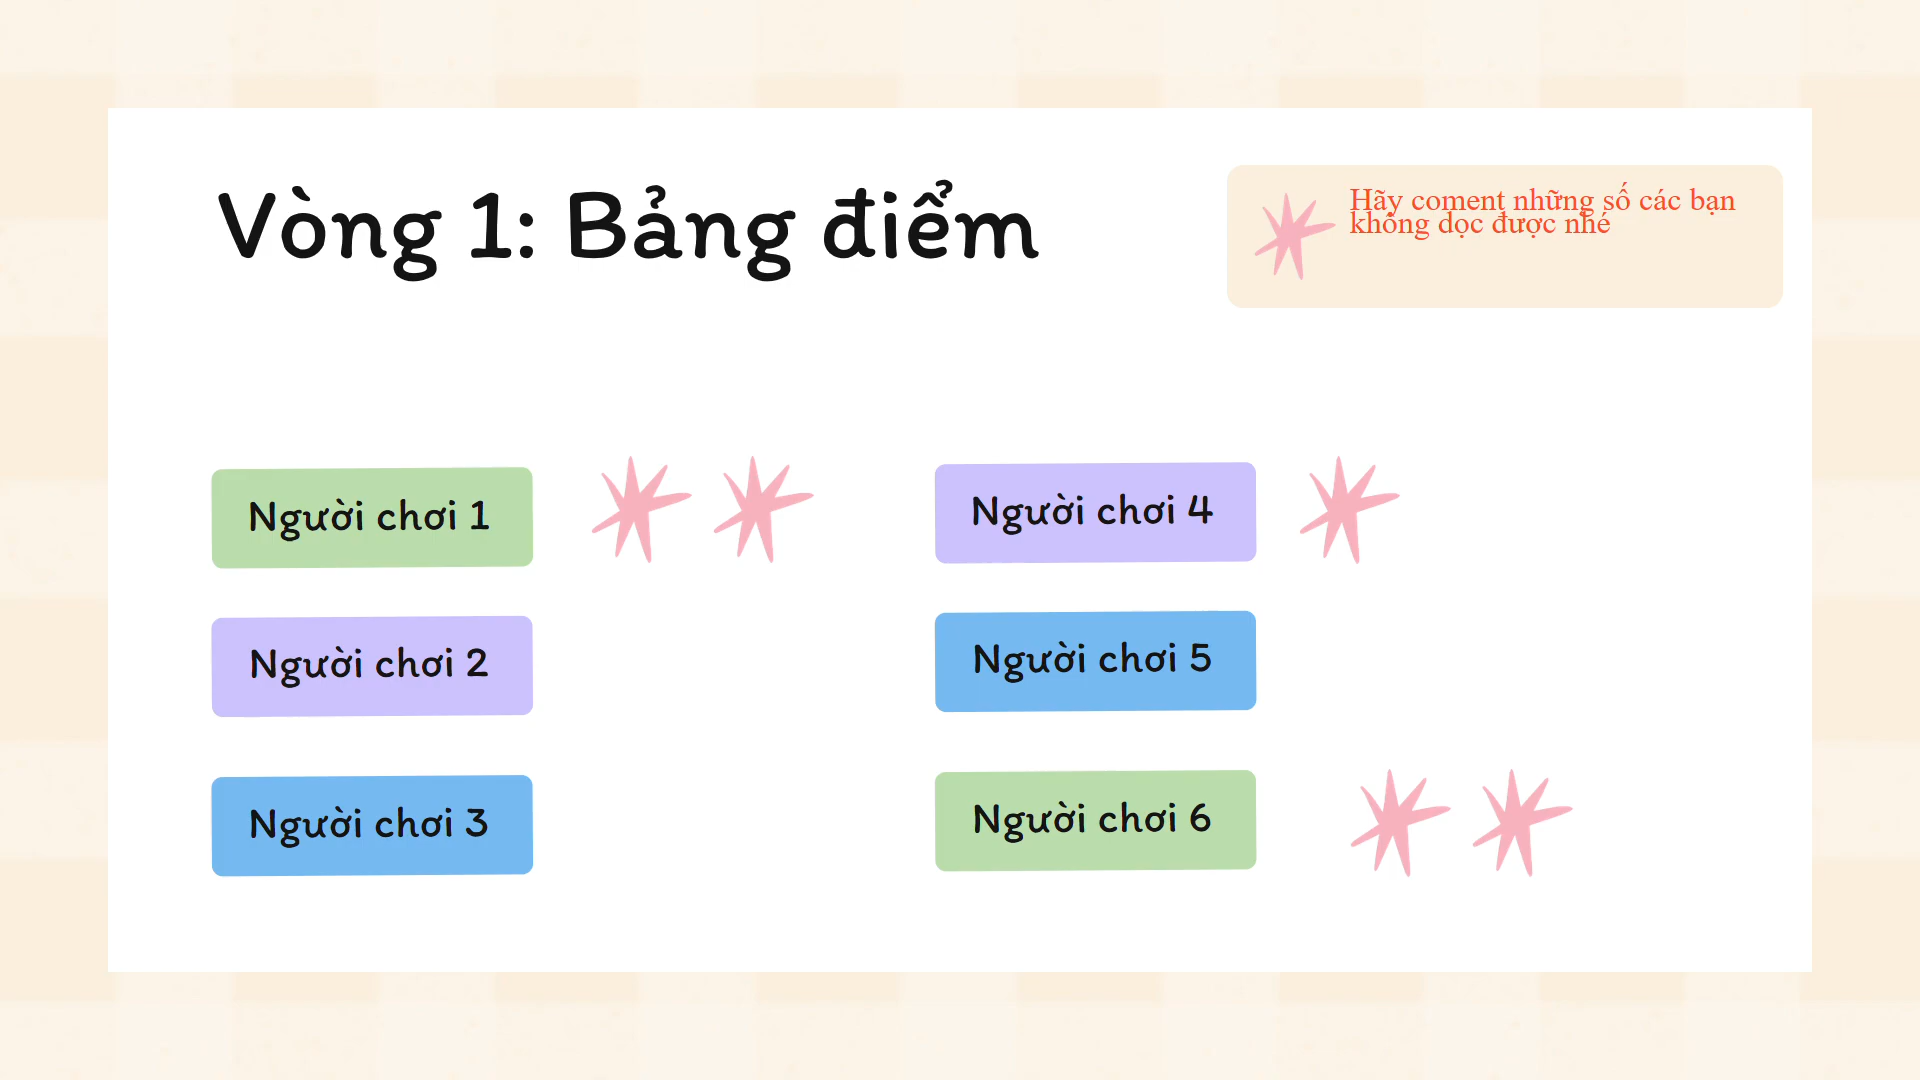 Vòng 1: Bảng điểm
Hãy coment những số các bạn
không dọc được nhé
Người chơi 1
Người chơi 2
Người chơi 3
Người chơi 4
Người chơi 5
Người chơi 6